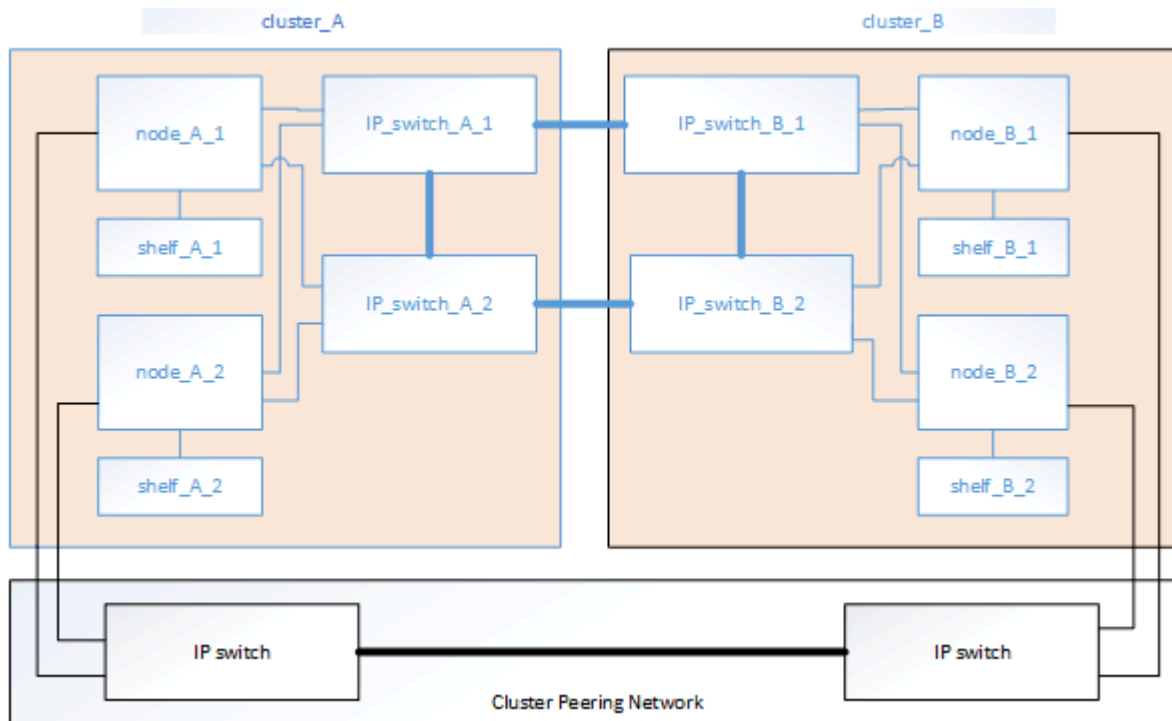 cluster_A
cluster_B
node_A_1
IP_switch_A_1
IP_switch_B_1
node_B_1
shelf_A_1
shelf_B_1
IP_switch_A_2
IP_switch_B_2
node_A_2
node_B_2
shelf_A_2
shelf_B_2
IP switch
IP switch
Cluster Peering Network